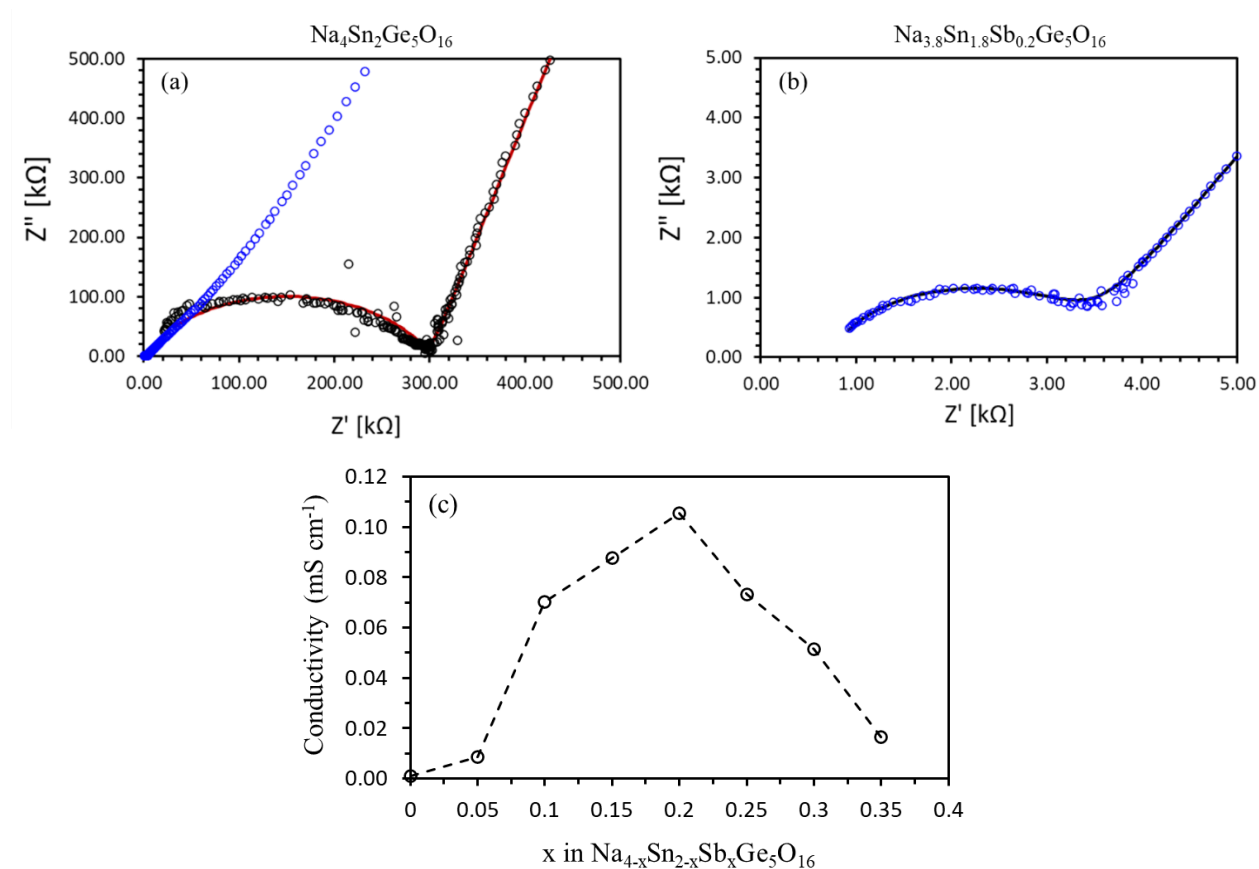 Na4Sn2Ge5O16
(a)
500.00
400.00
300.00
200.00
100.00
0.00
Z'' [kΩ]
0.00 100.00 200.00 300.00 400.00 500.00
Z' [kΩ]
Na3.8Sn1.8Sb0.2Ge5O16
(b)
5.00
4.00
3.00
2.00
1.00
0.00
Z'' [kΩ]
0.00 1.00 2.00 3.00 4.00 5.00
Z' [kΩ]
(c)
0.12
0.10
0.08
0.06
0.04
0.02
0.00
Conductivity (mS cm-1)
0 0.05 0.1 0.15 0.2 0.25 0.3 0.35 0.4
x in Na4-xSn2-xSbxGe5O16